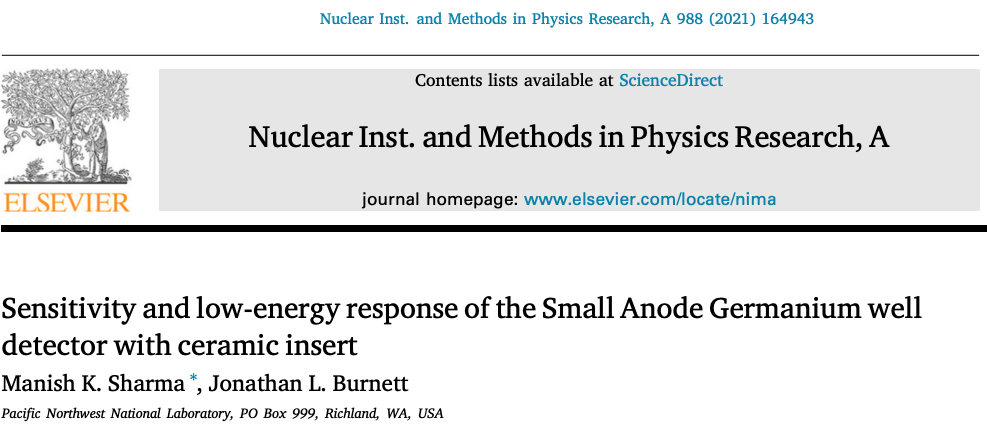 Nuclear Inst. and Methods in Physics Research, A 988 (2021) 164943
Contents lists available at ScienceDirect
Nuclear Inst. and Methods in Physics Research, A
journal homepage: www.elsevier.com/locate/nima
ELSEVIER
Sensitivity and low-energy response of the Small Anode Germanium well
detector with ceramic insert
Manish K. Sharma *, Jonathan L. Burnett
Pacific Northwest National Laboratory, PO Box 999, Richland, WA, USA